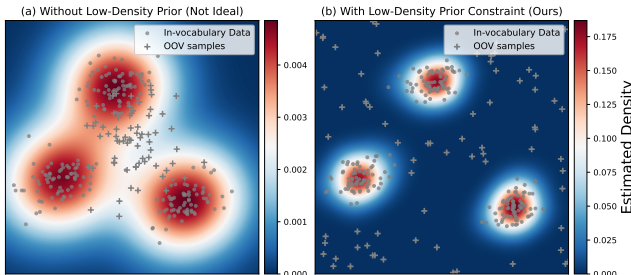 (a) Without Low-Density Prior (Not Ideal)
In-vocabulary Data
OOV samples
0.004
0.003
0.002
0.001
0.000
(b) With Low-Density Prior Constraint (Ours)
In-vocabulary Data
OOV samples
0.175
0.150
0.125
0.100
0.075
0.050
0.025
0.000
Estimated Density